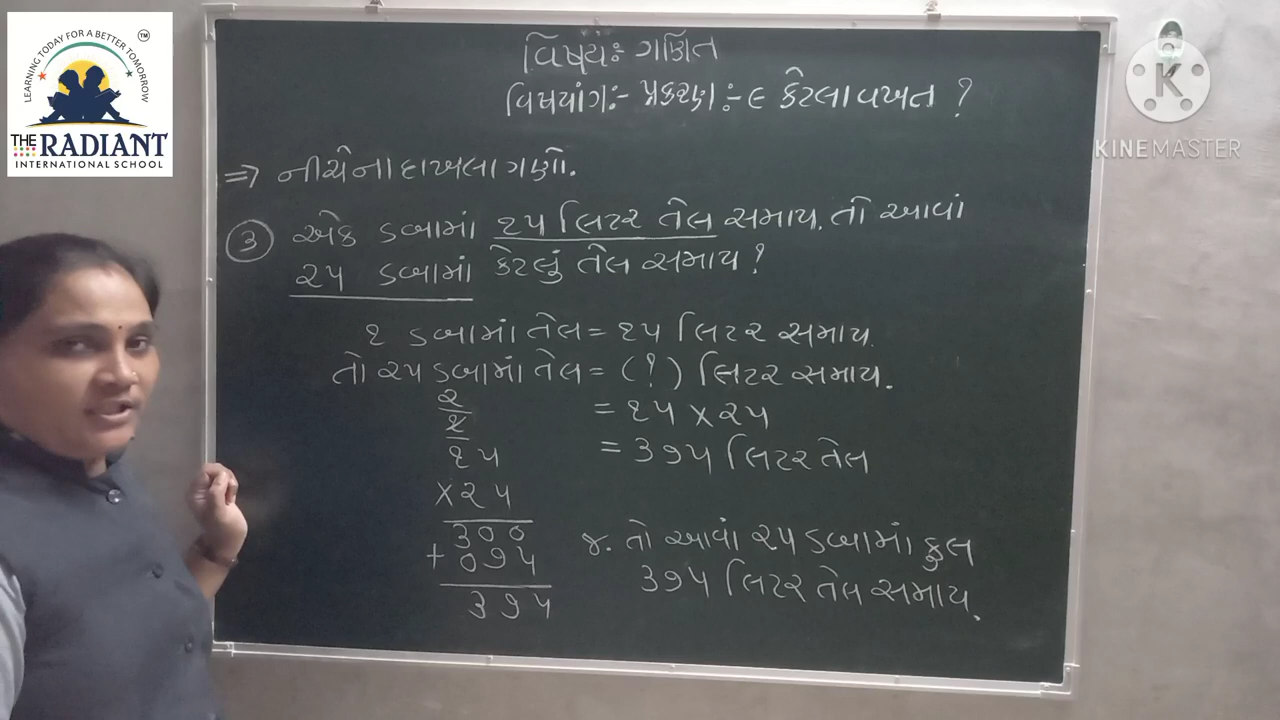 LEARNING TODAY FOR A BETTER TOMORROW
TM
THE RADIANT
INTERNATIONAL SCHOOL
K
KINEMASTER
વિષય:- ગણિત
વિષયાંગ:- પ્રકરણ:- ૯ કેટલા વખત ?
⇒ નીચેના દાખલા ગણો.
૩ એક ડબામાં ૧૫ લિટર તેલ સમાય. તો આવાં
૨૫ ડબામાં કેટલું તેલ સમાય ?
૧ ડબામાં તેલ = ૧૫ લિટર સમાય.
તો ૨૫ ડબામાં તેલ = (?) લિટર સમાય.
= ૧૫ × ૨૫
= ૩૭૫ લિટર તેલ
૨
૧
૧૫
× ૨૫
૩૦૦
+ ૦૭૫
૩૭૫
જ. તો આવાં ૨૫ ડબામાં કુલ
૩૭૫ લિટર તેલ સમાય.